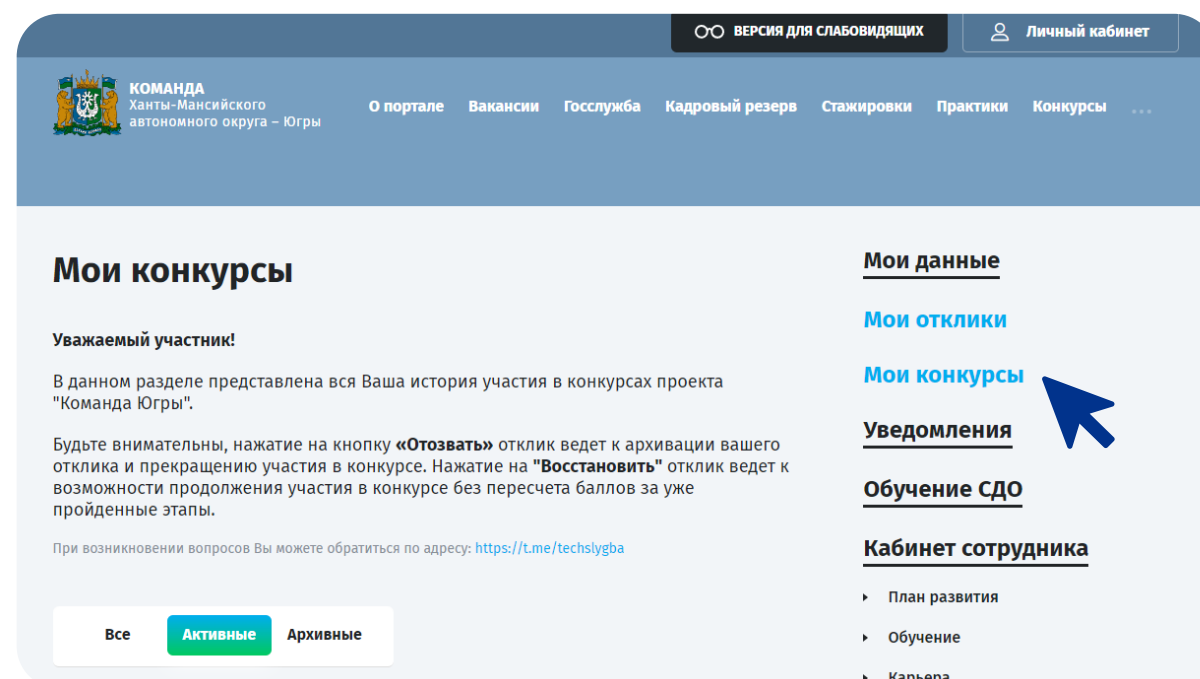 ВЕРСИЯ ДЛЯ СЛАБОВИДЯЩИХ
Личный кабинет
КОМАНДА
Ханты-Мансийского
автономного округа – Югры
О портале Вакансии Госслужба Кадровый резерв Стажировки Практики Конкурсы ...
Мои конкурсы
Уважаемый участник!
В данном разделе представлена вся Ваша история участия в конкурсах проекта
"Команда Югры".
Будьте внимательны, нажатие на кнопку «Отозвать» отклик ведет к архивации вашего
отклика и прекращению участия в конкурсе. Нажатие на "Восстановить" отклик ведет к
возможности продолжения участия в конкурсе без пересчета баллов за уже
пройденные этапы.
При возникновении вопросов Вы можете обратиться по адресу: https://t.me/techslygba
Все Активные Архивные
Мои данные
Мои отклики
Мои конкурсы
Уведомления
Обучение СДО
Кабинет сотрудника
План развития
Обучение
Карьера